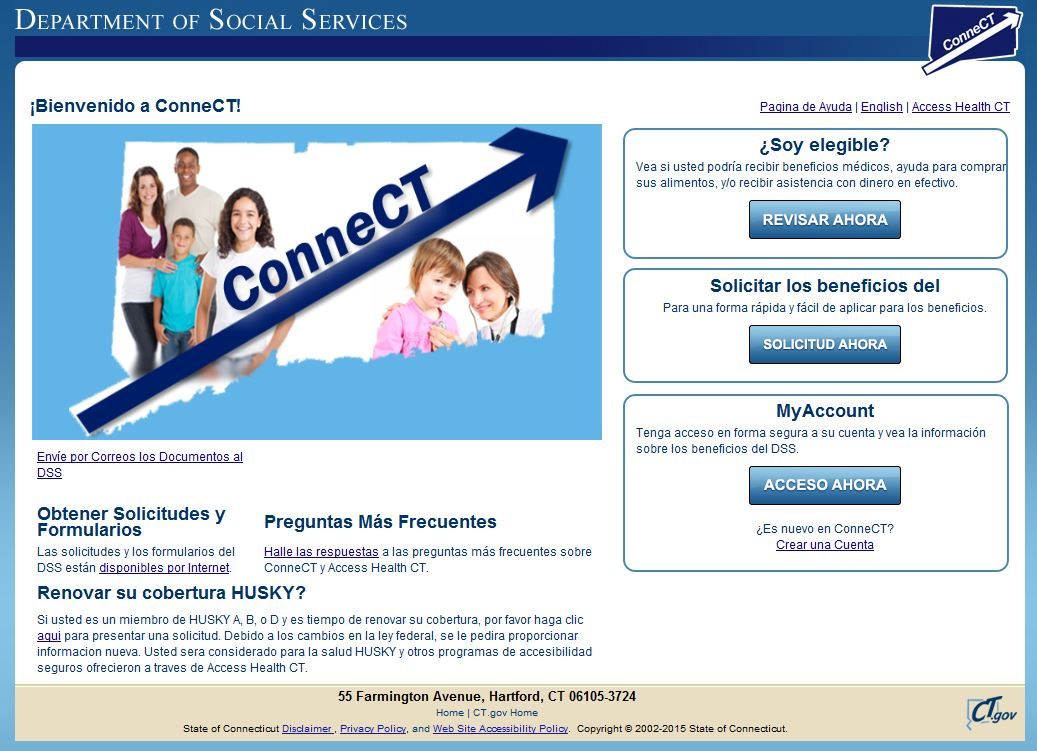 DEPARTMENT OF SOCIAL SERVICES
ConneCT
¡Bienvenido a ConneCT!
Pagina de Ayuda | English | Access Health CT
ConneCT
¿Soy elegible?
Vea si usted podría recibir beneficios médicos, ayuda para comprar
sus alimentos, y/o recibir asistencia con dinero en efectivo.
REVISAR AHORA
Solicitar los beneficios del
Para una forma rápida y fácil de aplicar para los beneficios.
SOLICITUD AHORA
MyAccount
Tenga acceso en forma segura a su cuenta y vea la información
sobre los beneficios del DSS.
ACCESO AHORA
¿Es nuevo en ConneCT?
Crear una Cuenta
Envíe por Correos los Documentos al
DSS
Obtener Solicitudes y
Formularios
Las solicitudes y los formularios del
DSS están disponibles por Internet.
Preguntas Más Frecuentes
Halle las respuestas a las preguntas más frecuentes sobre
ConneCT y Access Health CT.
Renovar su cobertura HUSKY?
Si usted es un miembro de HUSKY A, B, o D y es tiempo de renovar su cobertura, por favor haga clic
aqui para presentar una solicitud. Debido a los cambios en la ley federal, se le pedira proporcionar
informacion nueva. Usted sera considerado para la salud HUSKY y otros programas de accesibilidad
seguros ofrecieron a traves de Access Health CT.
55 Farmington Avenue, Hartford, CT 06105-3724
Home | CT.gov Home
State of Connecticut Disclaimer , Privacy Policy, and Web Site Accessibility Policy. Copyright © 2002-2015 State of Connecticut.
CT.gov